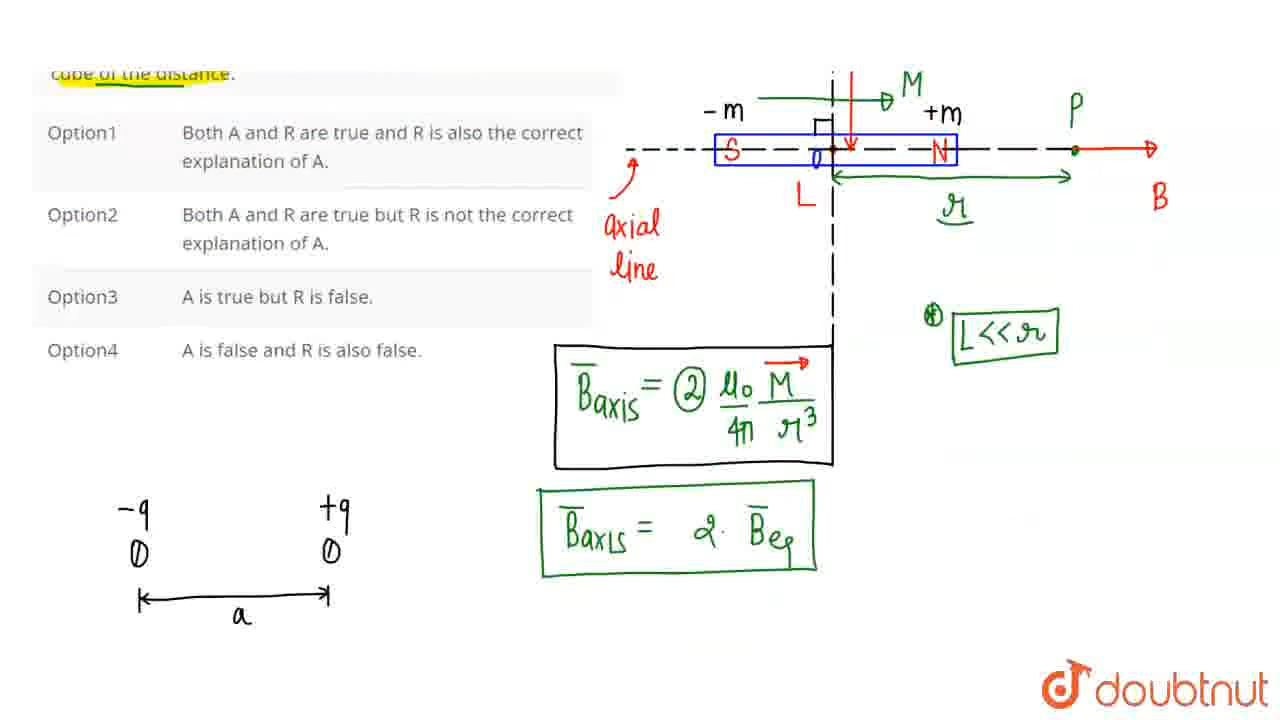 cube of the distance.
Option1 Both A and R are true and R is also the correct
explanation of A.
Option2 Both A and R are true but R is not the correct
explanation of A.
Option3 A is true but R is false.
Option4 A is false and R is also false.
M
-m +m P
S O N
L r B
axial
line
* L<<r
B̅axis = 2 μ₀/4π M⃗/r³
B̅axis = 2. B̅eq
-q +q
a
doubtnut